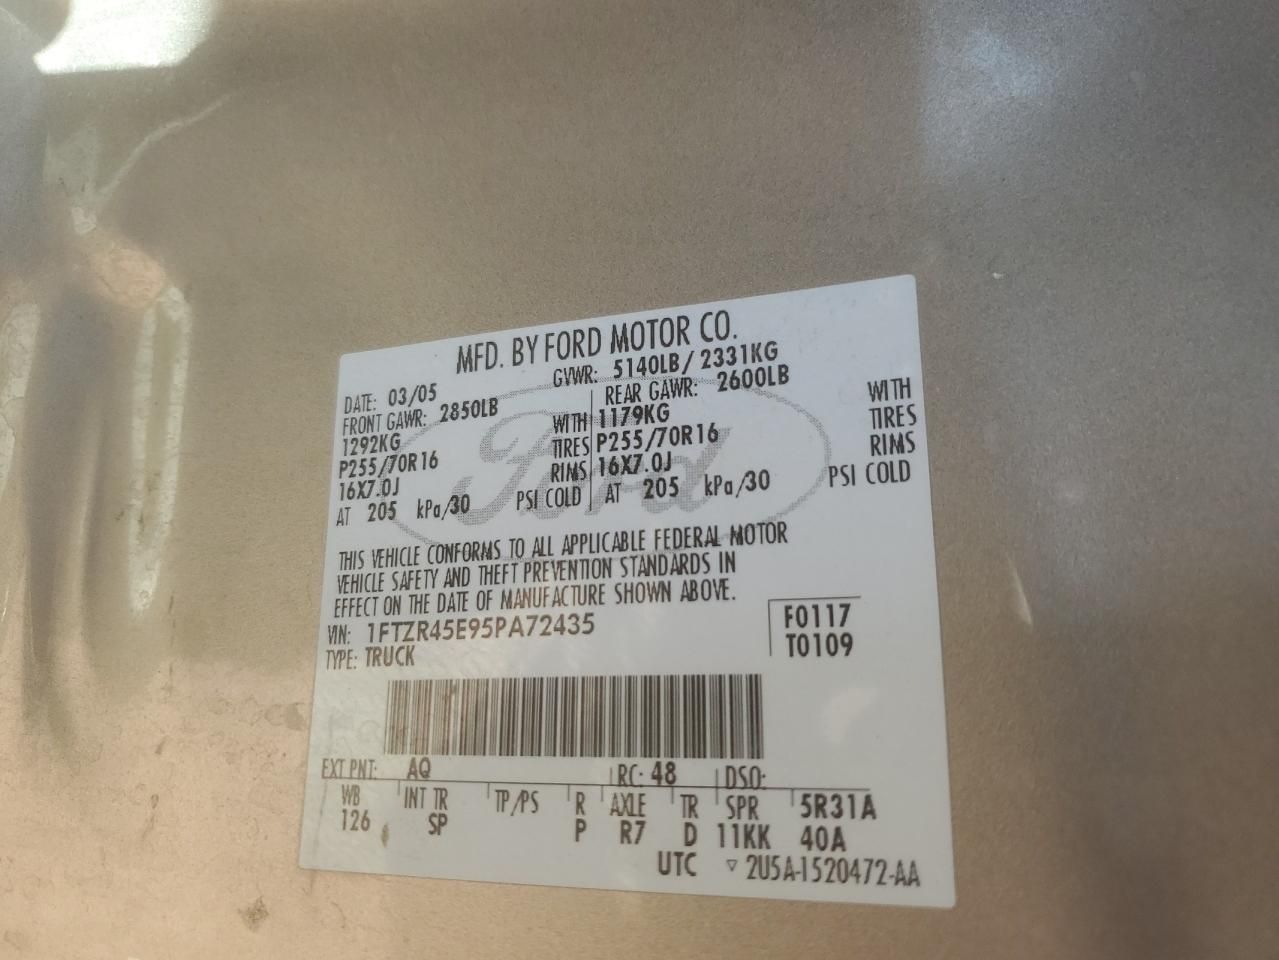 MFD. BY FORD MOTOR CO.
DATE: 03/05 GVWR: 5140LB/ 2331KG
FRONT GAWR: 2850LB REAR GAWR: 2600LB
1292KG WITH 1179KG WITH
P255/70R16 TIRES P255/70R16 TIRES
16X7.0J RIMS 16X7.0J RIMS
AT 205 kPa/30 PSI COLD AT 205 kPa/30 PSI COLD
Ford
THIS VEHICLE CONFORMS TO ALL APPLICABLE FEDERAL MOTOR
VEHICLE SAFETY AND THEFT PREVENTION STANDARDS IN
EFFECT ON THE DATE OF MANUFACTURE SHOWN ABOVE.
VIN: 1FTZR45E95PA72435 F0117
TYPE: TRUCK T0109
EXT PNT: AQ RC: 48 DSO:
WB INT TR TP/PS R AXLE TR SPR 5R31A
126 SP P R7 D 11KK 40A
UTC ▽ 2U5A-1520472-AA